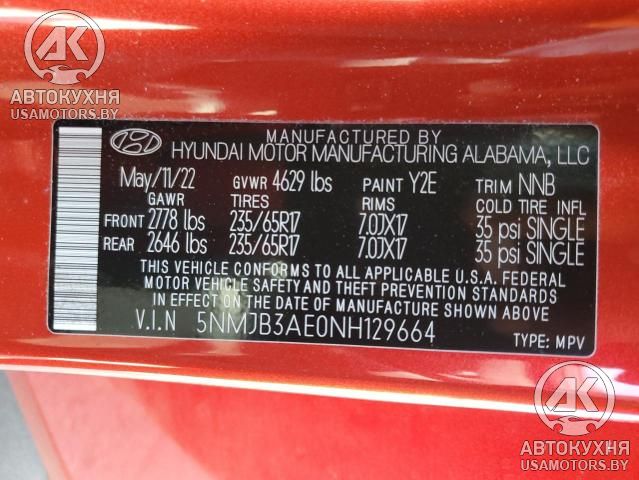 AK
АВТОКУХНЯ
USAMOTORS.BY
MANUFACTURED BY
HYUNDAI MOTOR MANUFACTURING ALABAMA, LLC
May/11/22 GVWR 4629 lbs PAINT Y2E TRIM NNB
GAWR TIRES RIMS COLD TIRE INFL
FRONT 2778 lbs 235/65R17 7.0JX17 35 psi SINGLE
REAR 2646 lbs 235/65R17 7.0JX17 35 psi SINGLE
THIS VEHICLE CONFORMS TO ALL APPLICABLE U.S.A. FEDERAL
MOTOR VEHICLE SAFETY AND THEFT PREVENTION STANDARDS
IN EFFECT ON THE DATE OF MANUFACTURE SHOWN ABOVE
V.I.N 5NMJB3AE0NH129664 TYPE: MPV
AK
АВТОКУХНЯ
USAMOTORS.BY